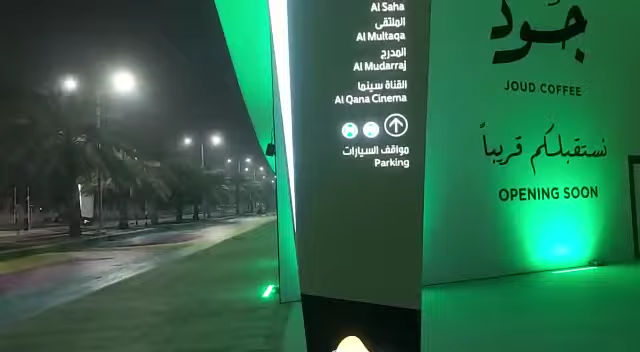 Al Saha
الملتقى
Al Multaqa
المدرج
Al Mudarraj
القناة سينما
Al Qana Cinema
مواقف السيارات
Parking
جَود
JOUD COFFEE
نستقبلكم قريباً
OPENING SOON